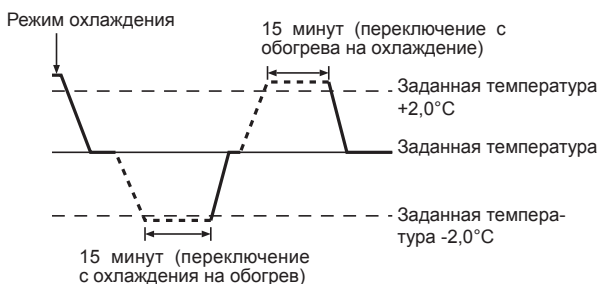 Режим охлаждения
15 минут (переключение с
обогрева на охлаждение)
Заданная температура
+2,0°C
Заданная температура
Заданная темпера-
тура -2,0°C
15 минут (переключение
с охлаждения на обогрев)